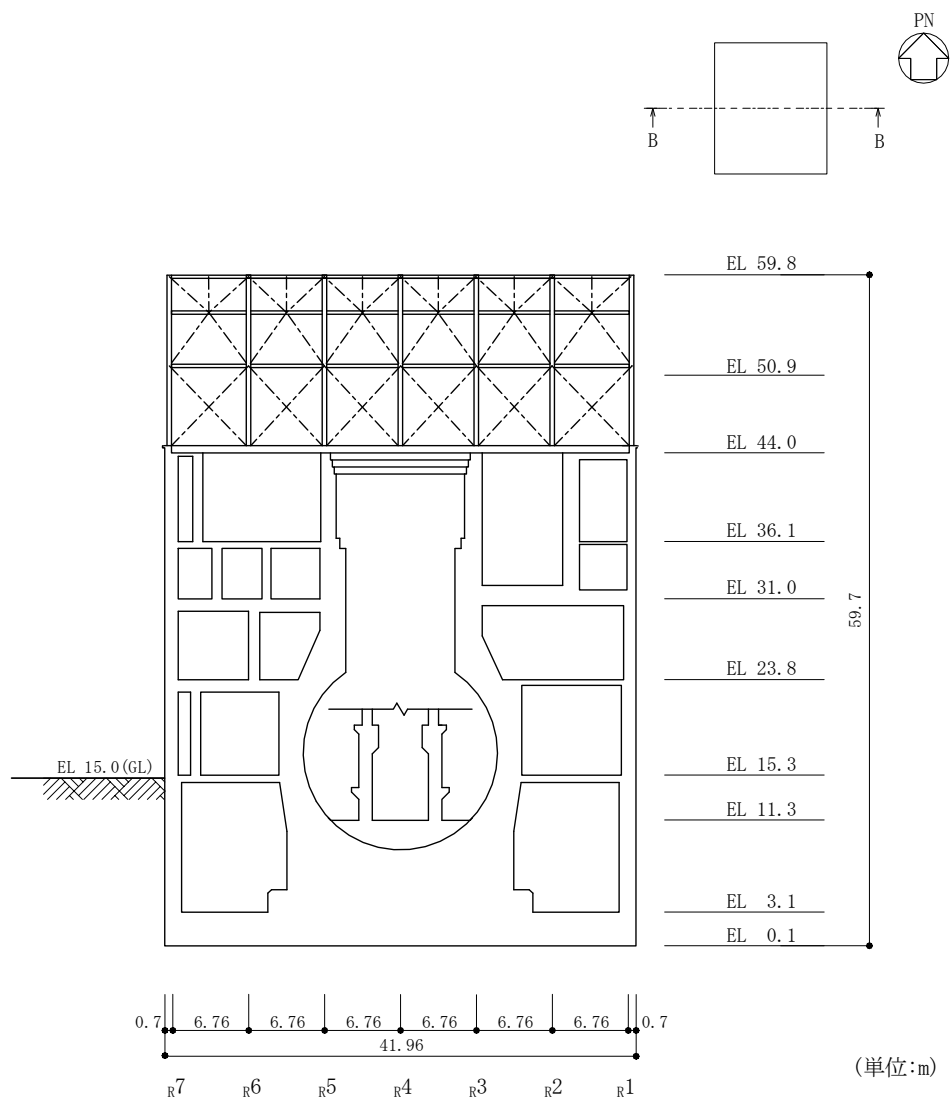 PN
B B
EL 59.8
EL 50.9
EL 44.0
EL 36.1
EL 31.0
59.7
EL 23.8
EL 15.0(GL)
EL 15.3
EL 11.3
EL 3.1
EL 0.1
0.7 6.76 6.76 6.76 6.76 6.76 6.76 0.7
41.96
(単位:m)
R7 R6 R5 R4 R3 R2 R1